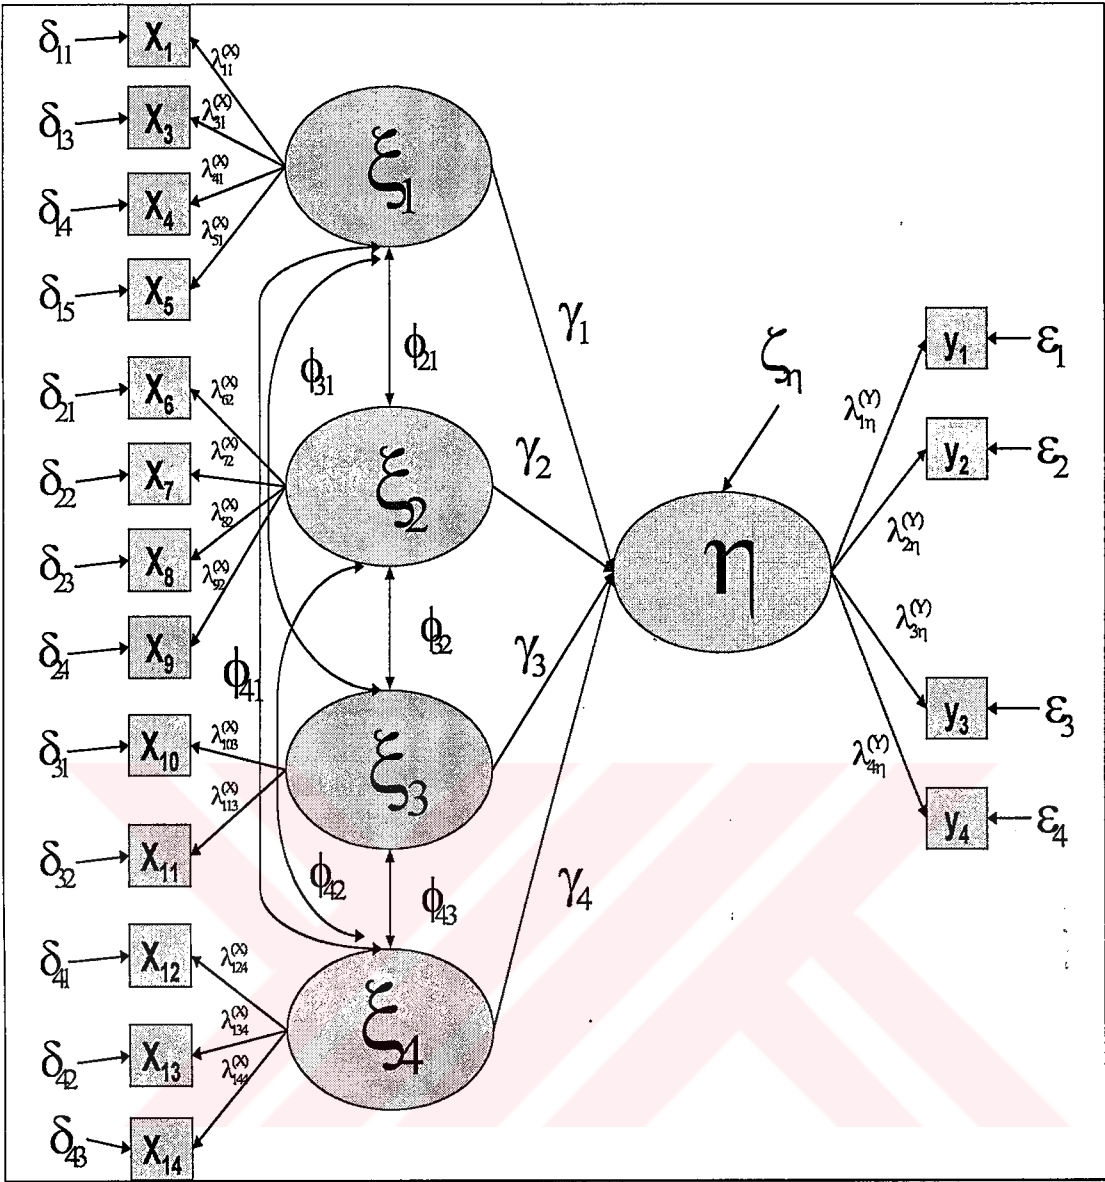 δ₁₁ X₁ λ₁₁⁽ˣ⁾
δ₁₃ X₃ λ₃₁⁽ˣ⁾
δ₁₄ X₄ λ₄₁⁽ˣ⁾
δ₁₅ X₅ λ₅₁⁽ˣ⁾
ξ₁
δ₂₁ X₆ λ₆₂⁽ˣ⁾
δ₂₂ X₇ λ₇₂⁽ˣ⁾
δ₂₃ X₈ λ₈₂⁽ˣ⁾
δ₂₄ X₉ λ₉₂⁽ˣ⁾
ξ₂
δ₃₁ X₁₀ λ₁₀₃⁽ˣ⁾
δ₃₂ X₁₁ λ₁₁₃⁽ˣ⁾
ξ₃
δ₄₁ X₁₂ λ₁₂₄⁽ˣ⁾
δ₄₂ X₁₃ λ₁₃₄⁽ˣ⁾
δ₄₃ X₁₄ λ₁₄₄⁽ˣ⁾
ξ₄
ϕ₃₁
ϕ₂₁
ϕ₃₂
ϕ₄₁
ϕ₄₂
ϕ₄₃
γ₁
γ₂
γ₃
γ₄
ζη
η
λ₁η⁽ʸ⁾ y₁ ε₁
λ₂η⁽ʸ⁾ y₂ ε₂
λ₃η⁽ʸ⁾ y₃ ε₃
λ₄η⁽ʸ⁾ y₄ ε₄